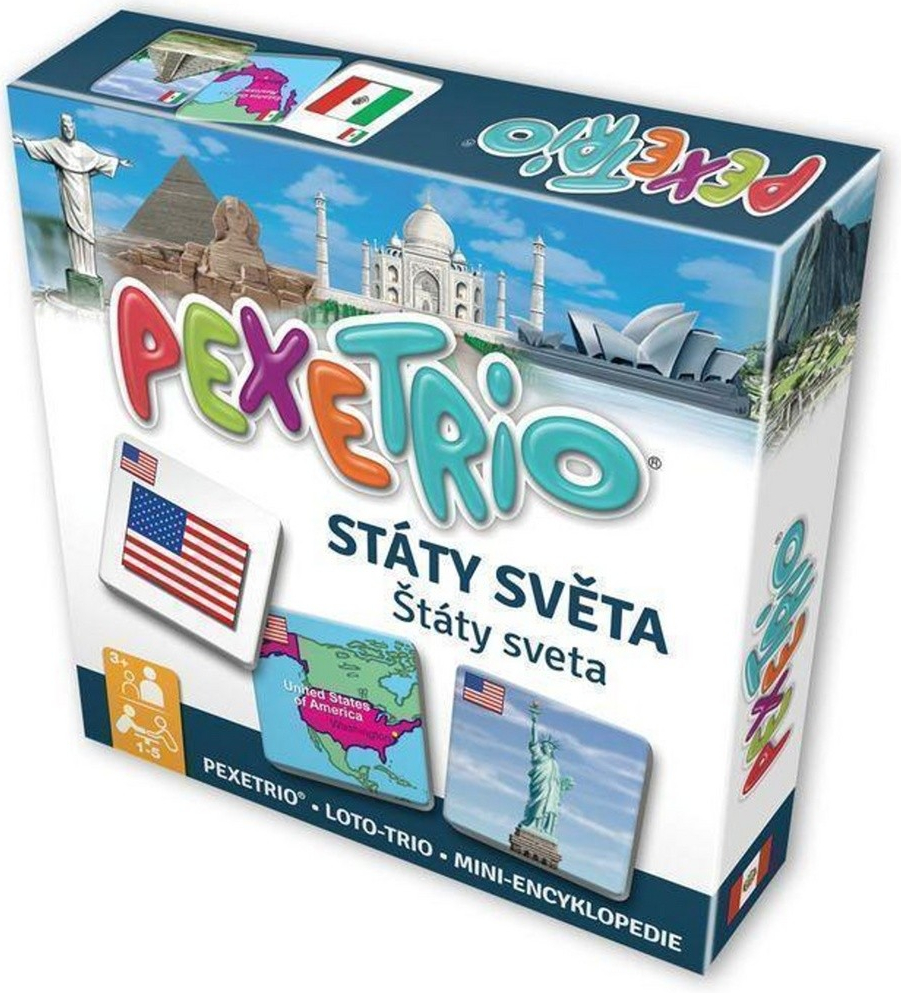 PEXETRIO®
PEXETRIO®
STÁTY SVĚTA
Štáty sveta
United States
of America
Washington
3+
1-5
PEXETRIO® • LOTO-TRIO • MINI-ENCYKLOPEDIE
PEXETRIO®